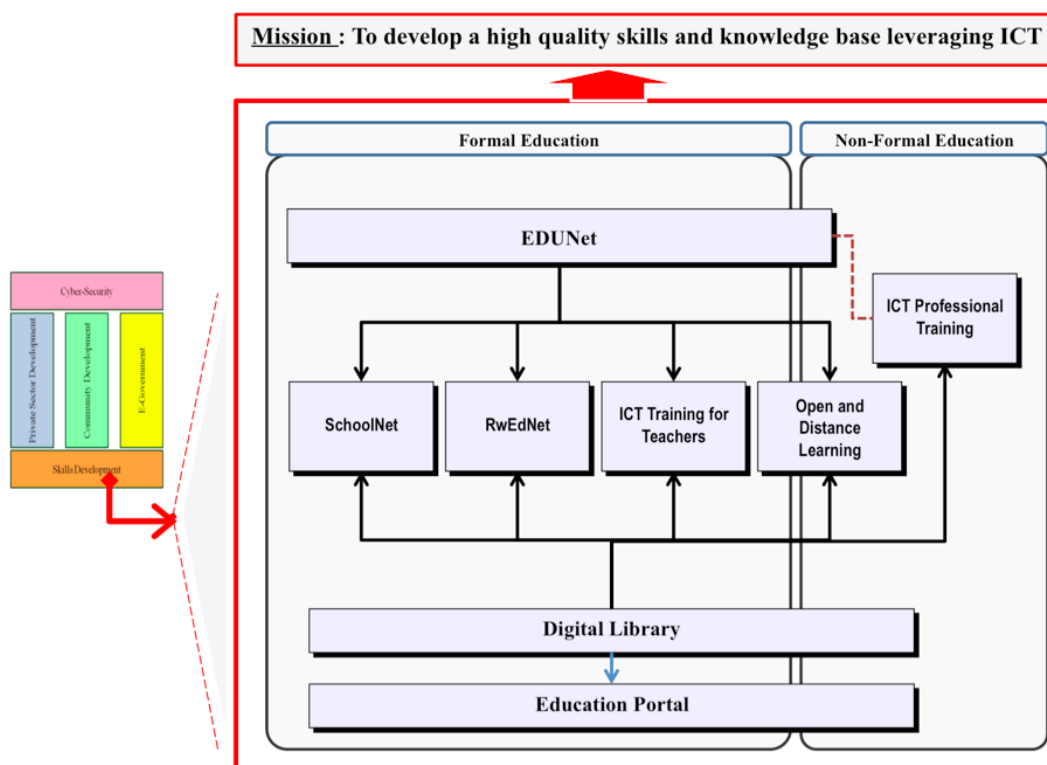 Mission : To develop a high quality skills and knowledge base leveraging ICT
Formal Education
Non-Formal Education
EDUNet
ICT Professional
Training
SchoolNet
RwEdNet
ICT Training for
Teachers
Open and
Distance
Learning
Digital Library
Education Portal
Cyber-Security
Private Sector Development
Community Development
E-Government
Skills Development